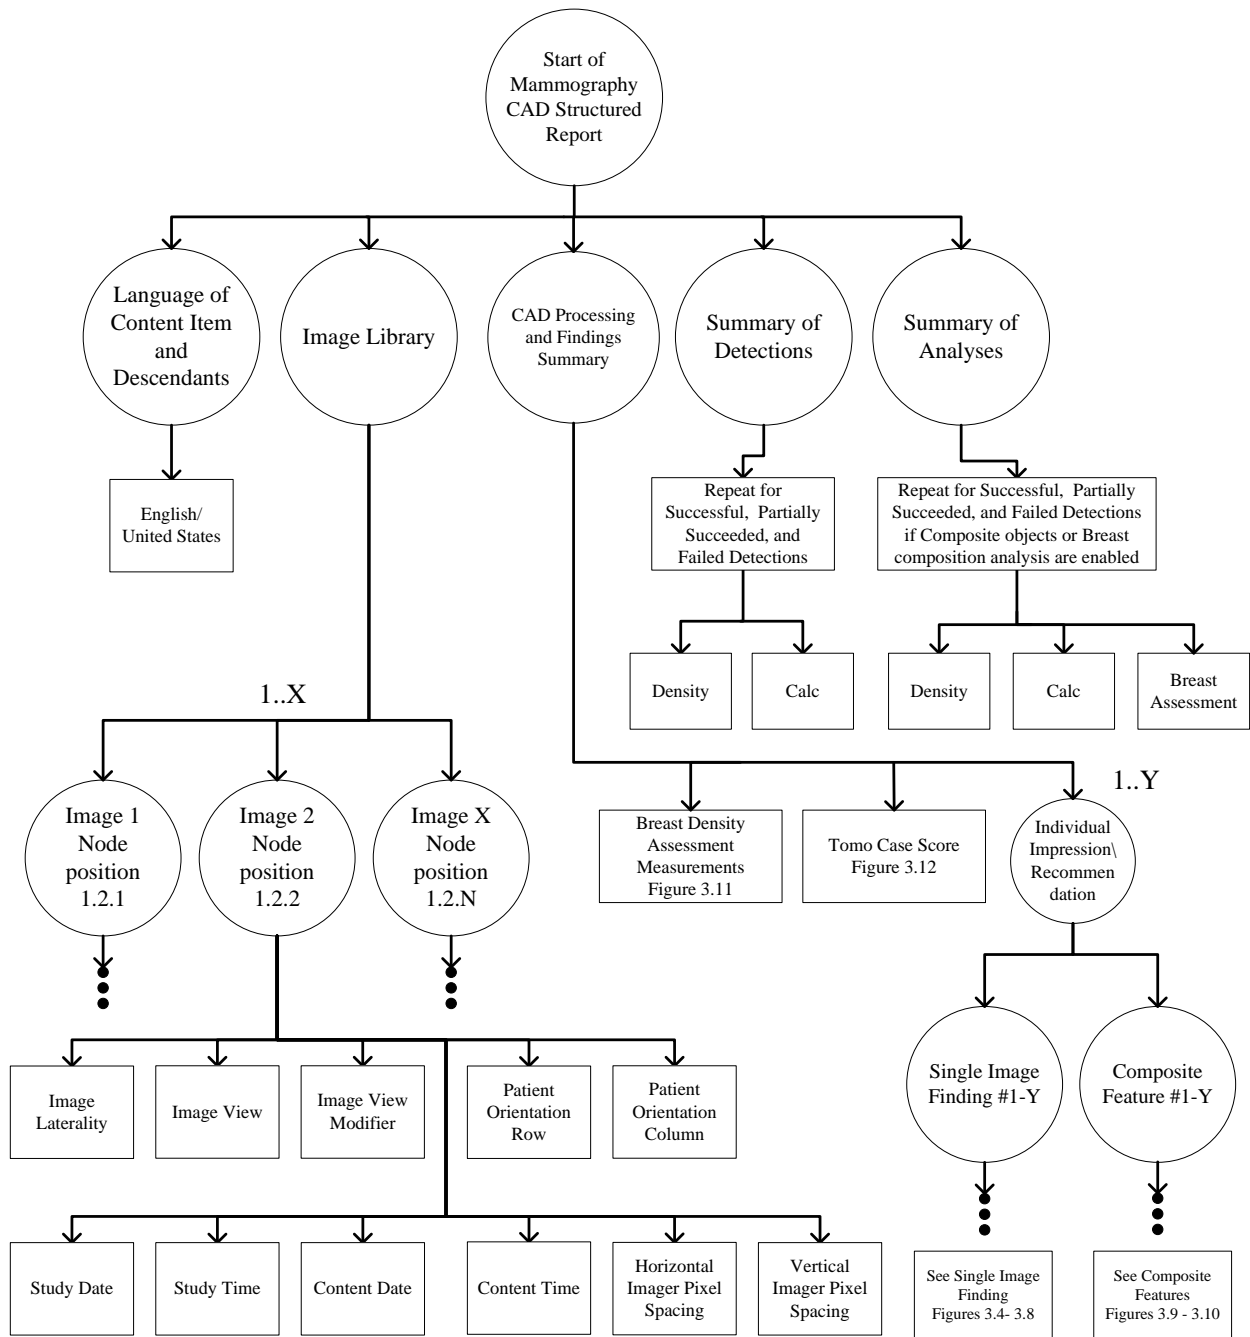 Start of
Mammography
CAD Structured
Report
Language of
Content Item
and
Descendants
Image Library
CAD Processing
and Findings
Summary
Summary of
Detections
Summary of
Analyses
English/
United States
Repeat for
Successful, Partially
Succeeded, and
Failed Detections
Repeat for Successful, Partially
Succeeded, and Failed Detections
if Composite objects or Breast
composition analysis are enabled
Density
Calc
Density
Calc
Breast
Assessment
1..X
1..Y
Image 1
Node
position
1.2.1
Image 2
Node
position
1.2.2
Image X
Node
position
1.2.N
Breast Density
Assessment
Measurements
Figure 3.11
Tomo Case Score
Figure 3.12
Individual
Impression\
Recommen
dation
Image
Laterality
Image View
Image View
Modifier
Patient
Orientation
Row
Patient
Orientation
Column
Single Image
Finding #1-Y
Composite
Feature #1-Y
Study Date
Study Time
Content Date
Content Time
Horizontal
Imager Pixel
Spacing
Vertical
Imager Pixel
Spacing
See Single Image
Finding
Figures 3.4- 3.8
See Composite
Features
Figures 3.9 - 3.10